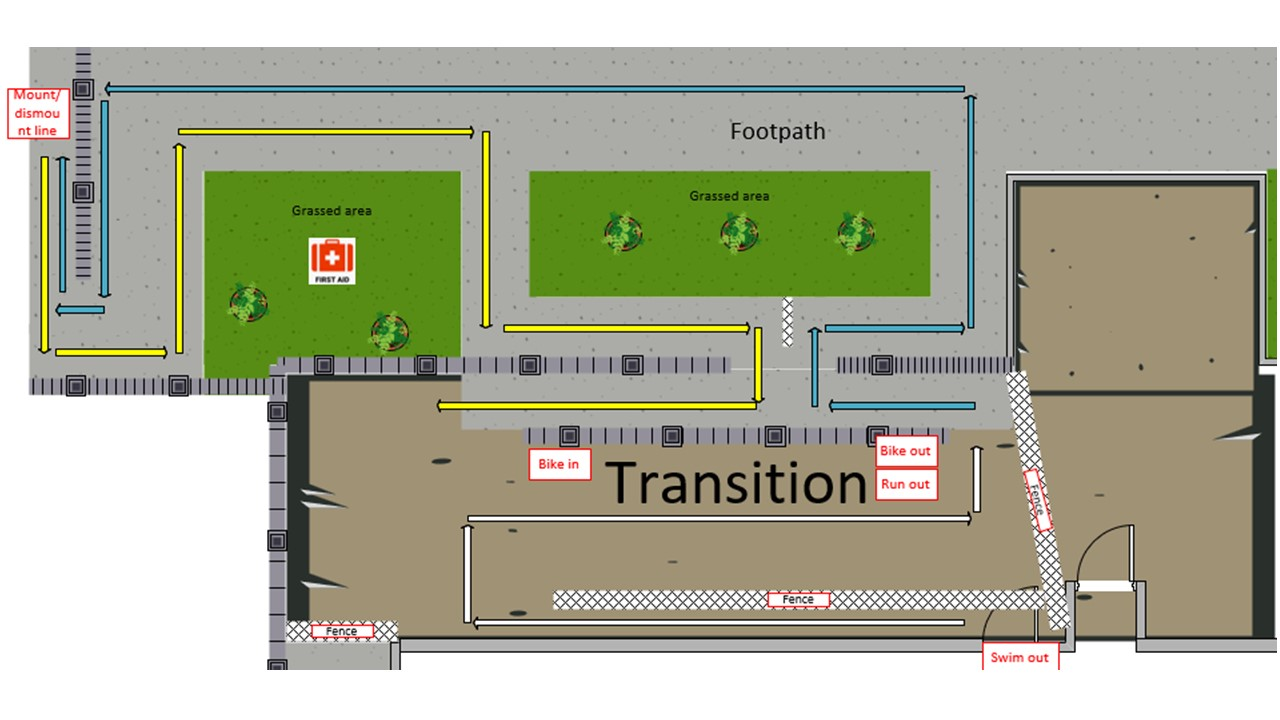 Mount/
dismou
nt line
Footpath
Grassed area
Grassed area
FIRST AID
Bike in
Transition
Bike out
Run out
Fence
Fence
Fence
Swim out